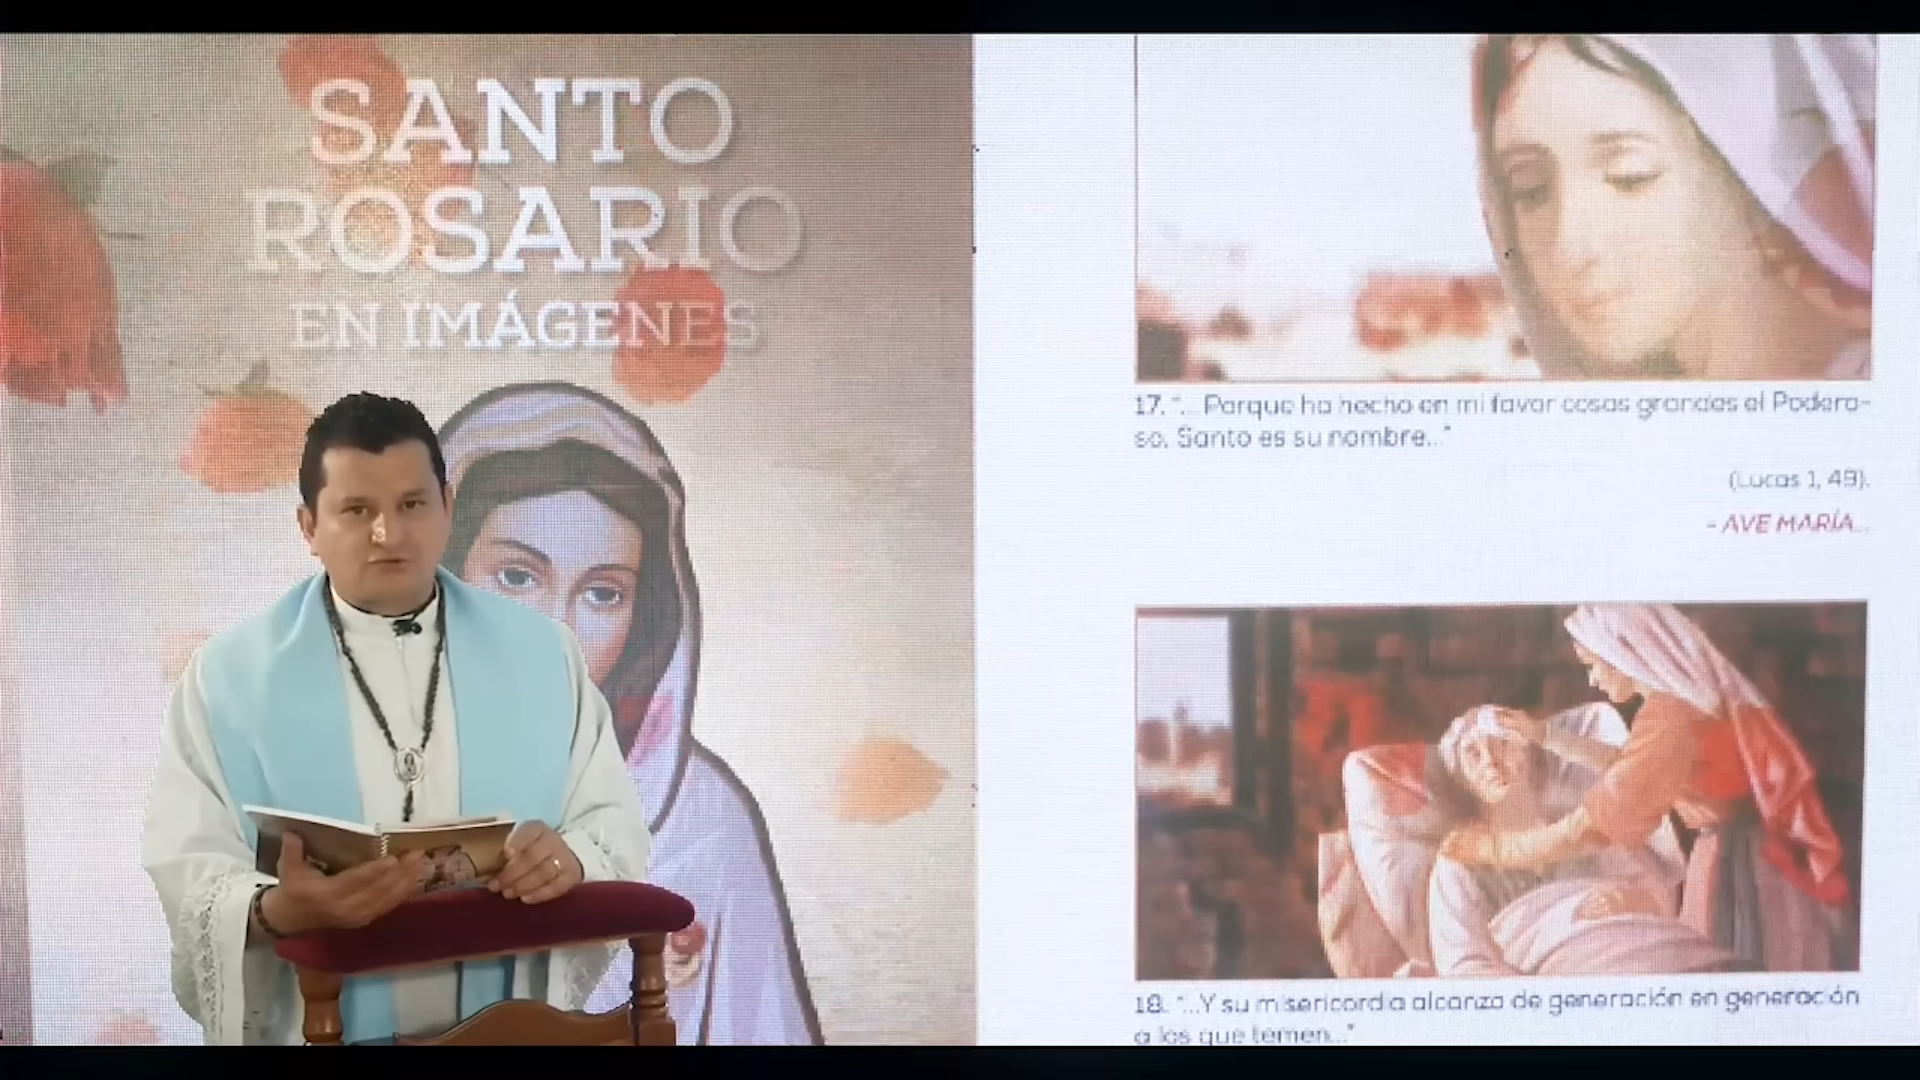 SANTO
ROSARIO
EN IMÁGENES
17. "... Porque ha hecho en mi favor cosas grandes el Podero-
so, Santo es su nombre..."
(Lucas 1, 49).
- AVE MARÍA...
18. "...Y su misericordia alcanza de generación en generación
a los que temen..."